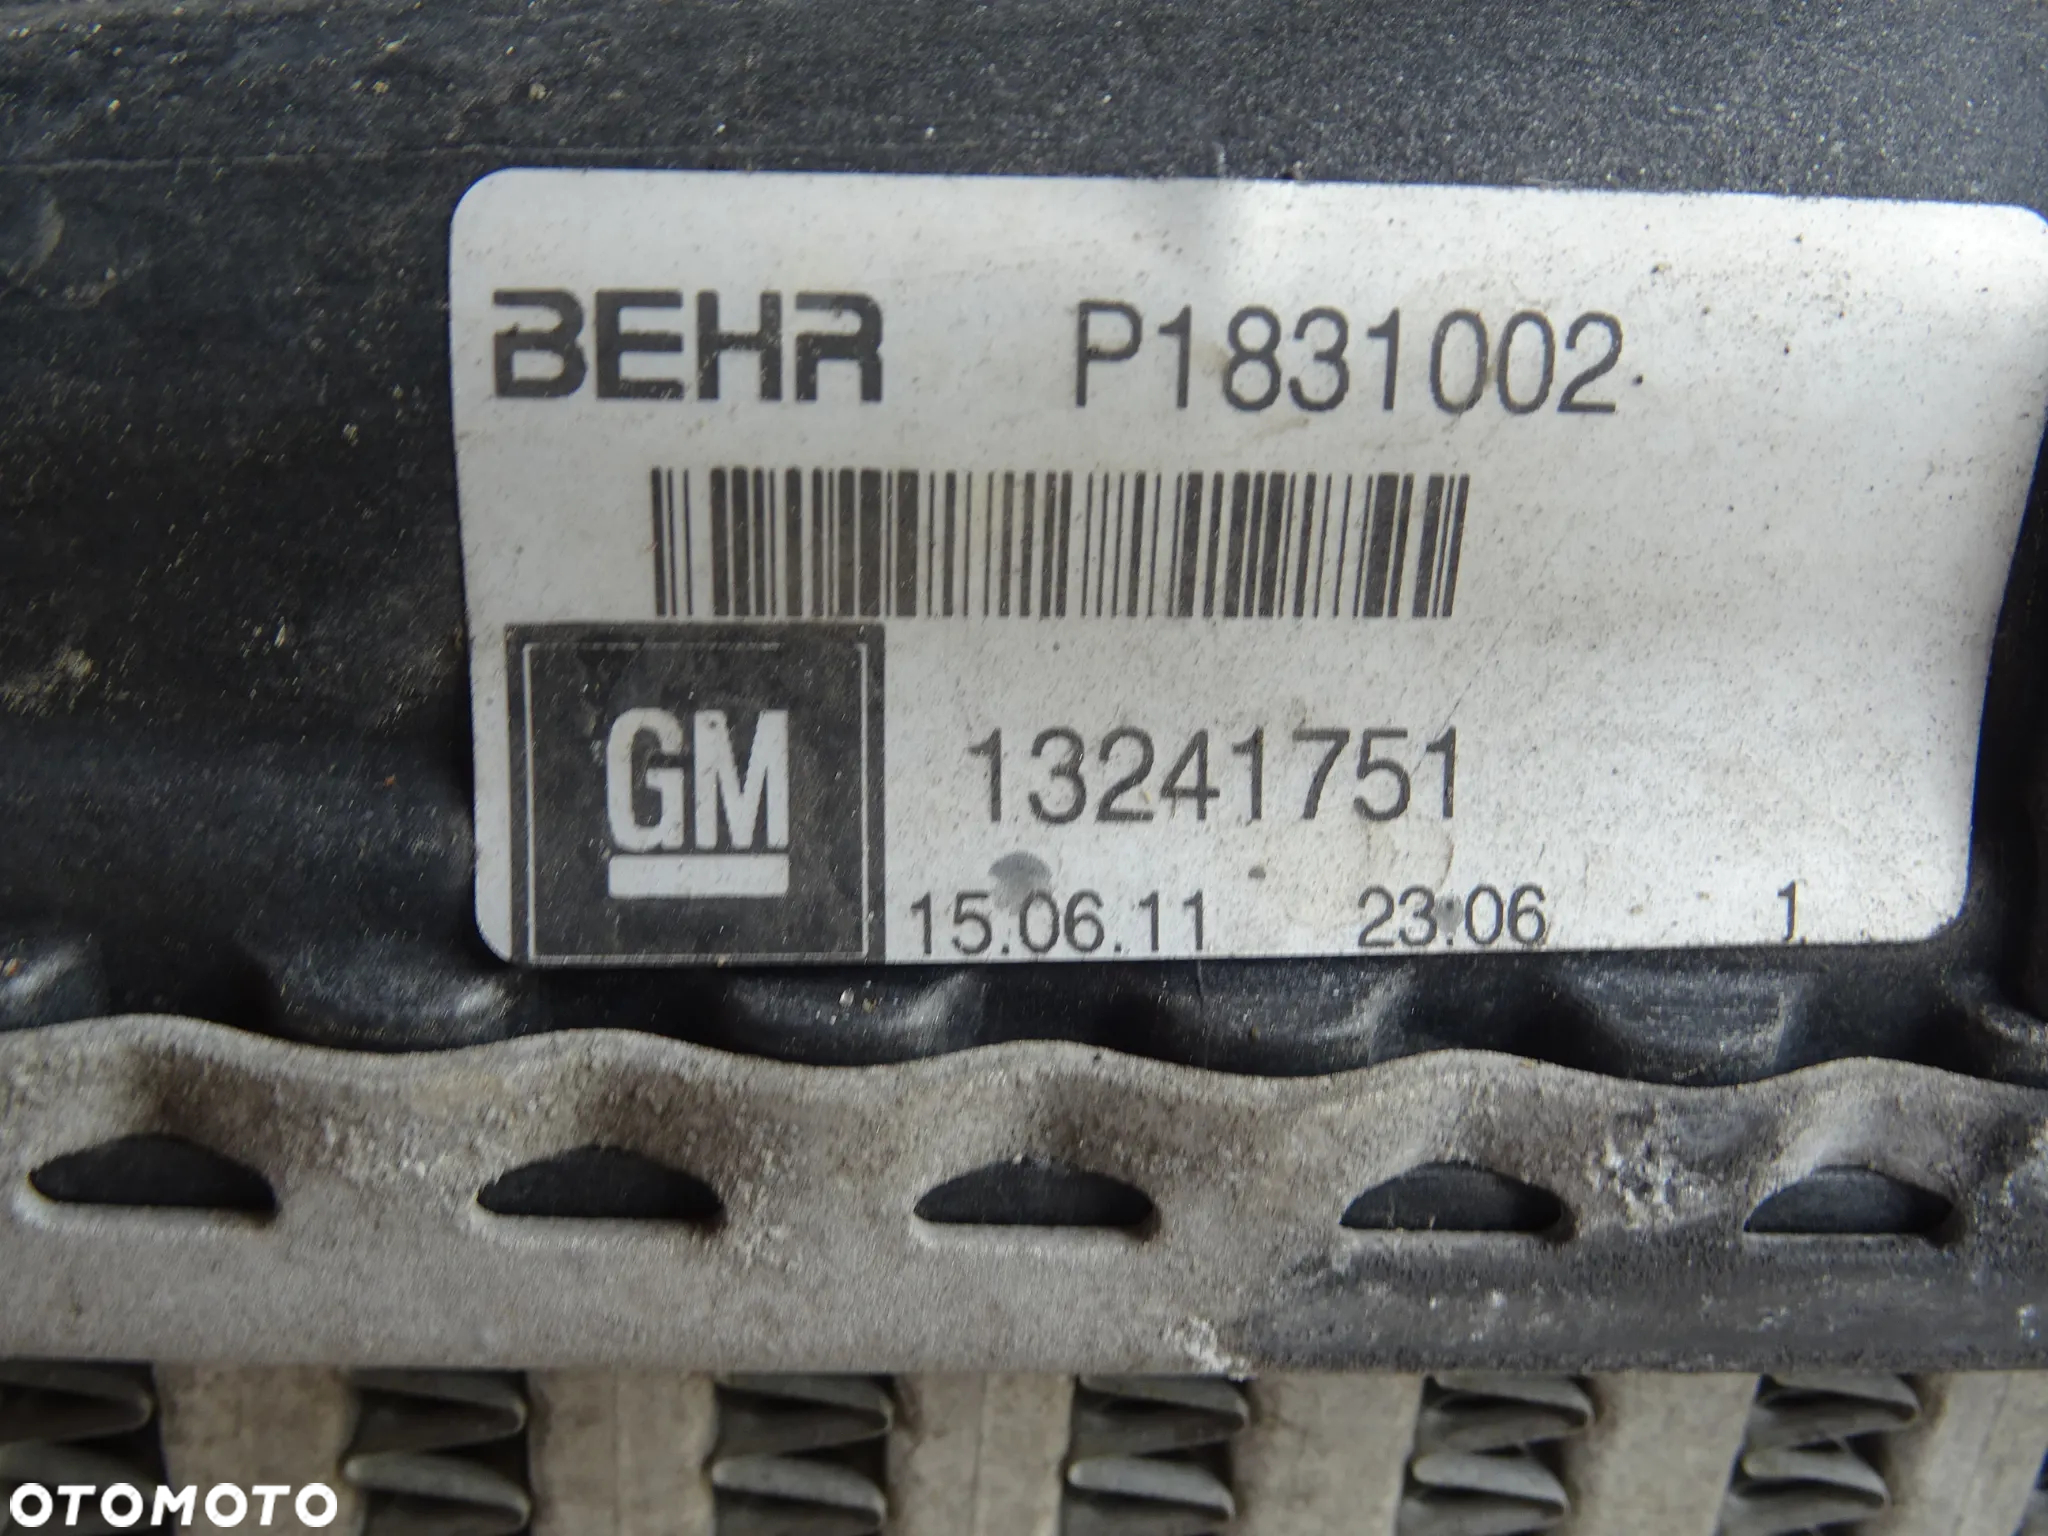 BEHR P1831002
GM 13241751
15.06.11 23:06 1
OTOMOTO